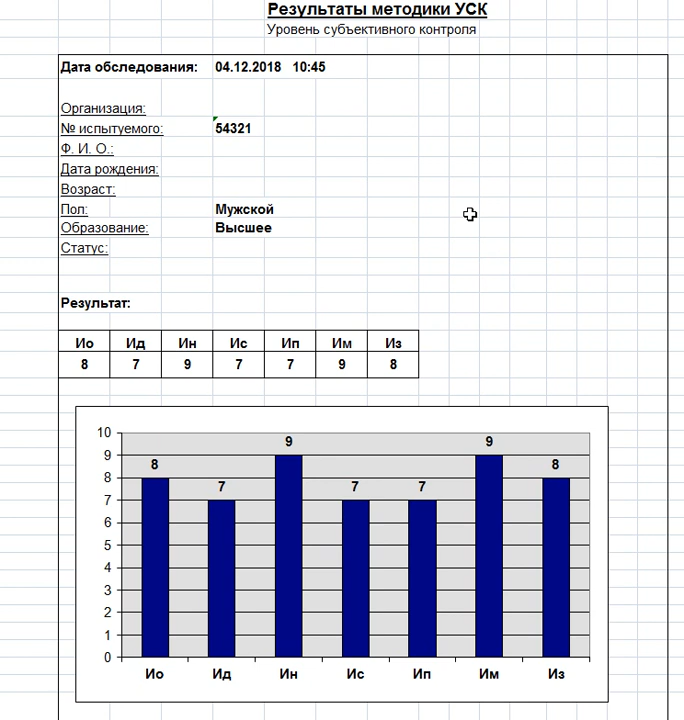 Результаты методики УСК
Уровень субъективного контроля
Дата обследования: 04.12.2018 10:45
Организация:
№ испытуемого: 54321
Ф. И. О.:
Дата рождения:
Возраст:
Пол: Мужской
Образование: Высшее
Статус:
Результат:
Ио Ид Ин Ис Ип Им Из
8 7 9 7 7 9 8
10
9
8
7
6
5
4
3
2
1
0
8 7 9 7 7 9 8
Ио Ид Ин Ис Ип Им Из